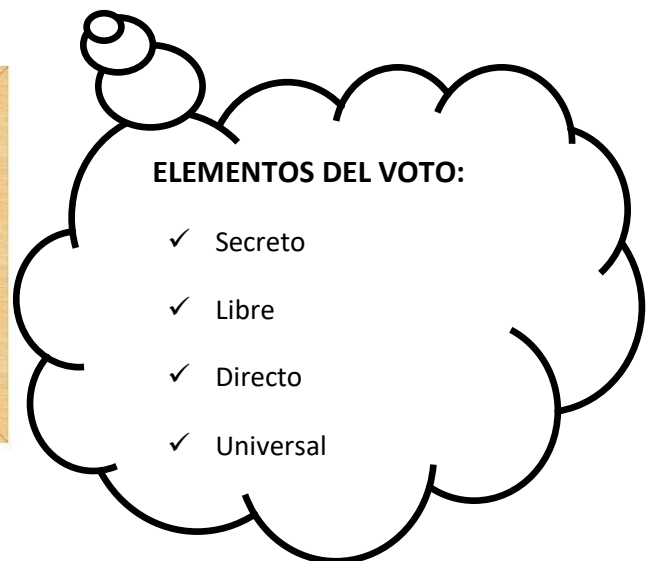 ELEMENTOS DEL VOTO:
✓ Secreto
✓ Libre
✓ Directo
✓ Universal